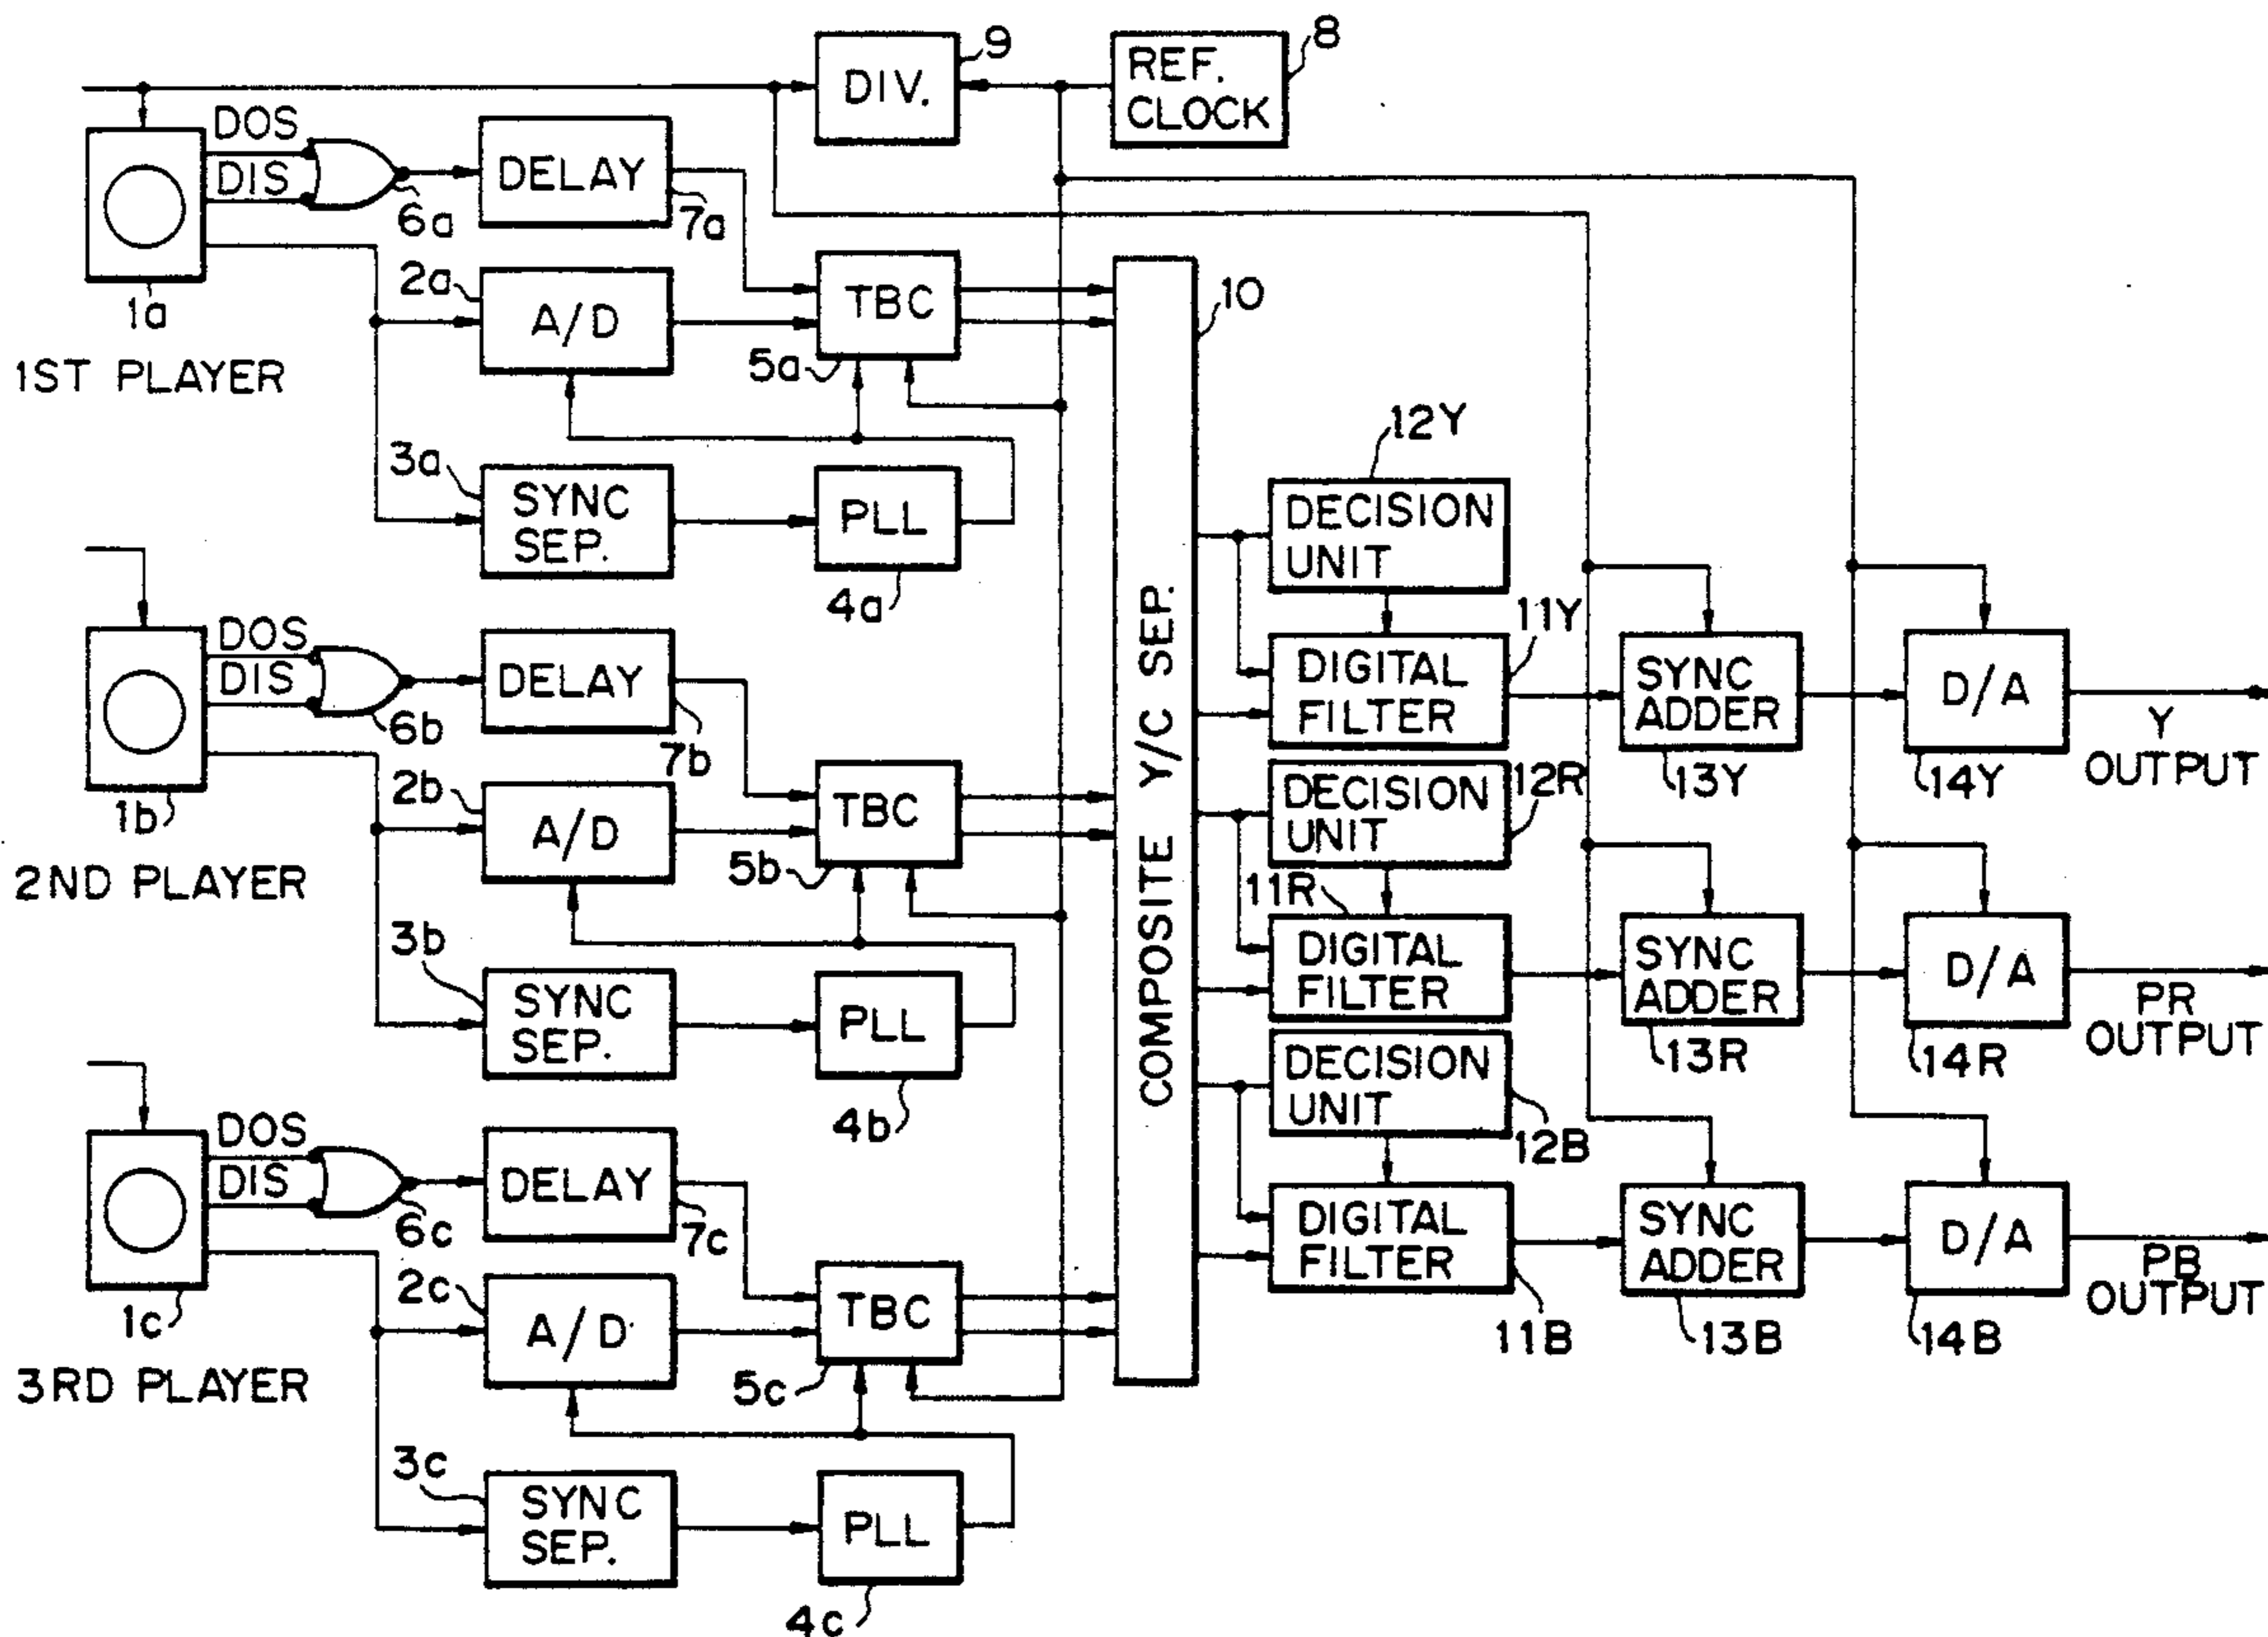 9
DIV.
REF.
CLOCK
8
DOS
DIS
6a
DELAY
7a
1a
1ST PLAYER
2a
A/D
TBC
5a
10
3a
SYNC
SEP.
PLL
4a
DOS
DIS
6b
DELAY
7b
1b
2ND PLAYER
2b
A/D
TBC
5b
3b
SYNC
SEP.
PLL
4b
DOS
DIS
6c
DELAY
7c
1c
3RD PLAYER
2c
A/D
TBC
5c
3c
SYNC
SEP.
PLL
4c
COMPOSITE Y/C SEP.
12Y
DECISION
UNIT
11Y
DIGITAL
FILTER
SYNC
ADDER
13Y
D/A
14Y
Y
OUTPUT
DECISION
UNIT
12R
11R
DIGITAL
FILTER
SYNC
ADDER
13R
D/A
14R
PR
OUTPUT
DECISION
UNIT
12B
DIGITAL
FILTER
11B
SYNC
ADDER
13B
D/A
14B
PB
OUTPUT